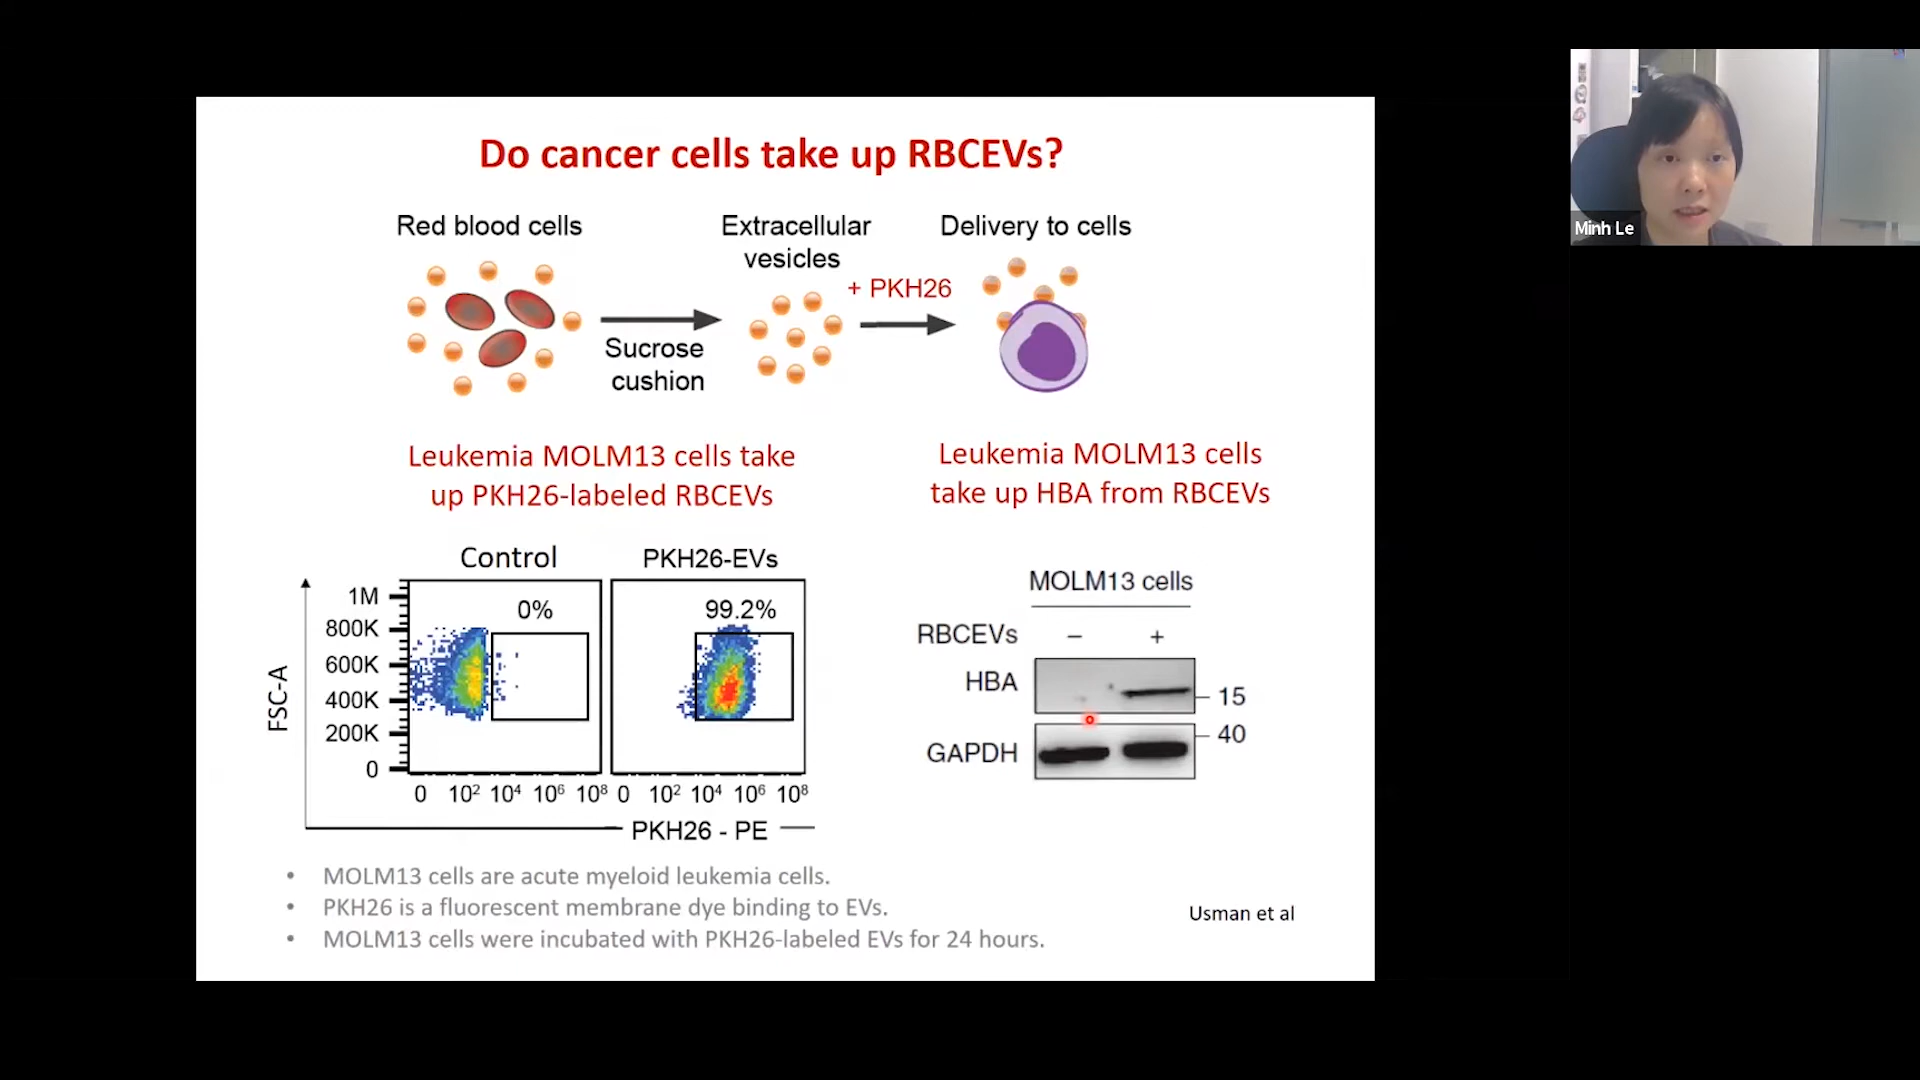 Do cancer cells take up RBCEVs?
Red blood cells
Extracellular
vesicles
Delivery to cells
+ PKH26
Sucrose
cushion
Leukemia MOLM13 cells take
up PKH26-labeled RBCEVs
Leukemia MOLM13 cells
take up HBA from RBCEVs
Control
PKH26-EVs
0%
99.2%
1M
800K
600K
400K
200K
0
FSC-A
0 10² 10⁴ 10⁶ 10⁸
0 10² 10⁴ 10⁶ 10⁸
PKH26 - PE
MOLM13 cells
RBCEVs − +
HBA
15
40
GAPDH
• MOLM13 cells are acute myeloid leukemia cells.
• PKH26 is a fluorescent membrane dye binding to EVs.
• MOLM13 cells were incubated with PKH26-labeled EVs for 24 hours.
Usman et al
Minh Le